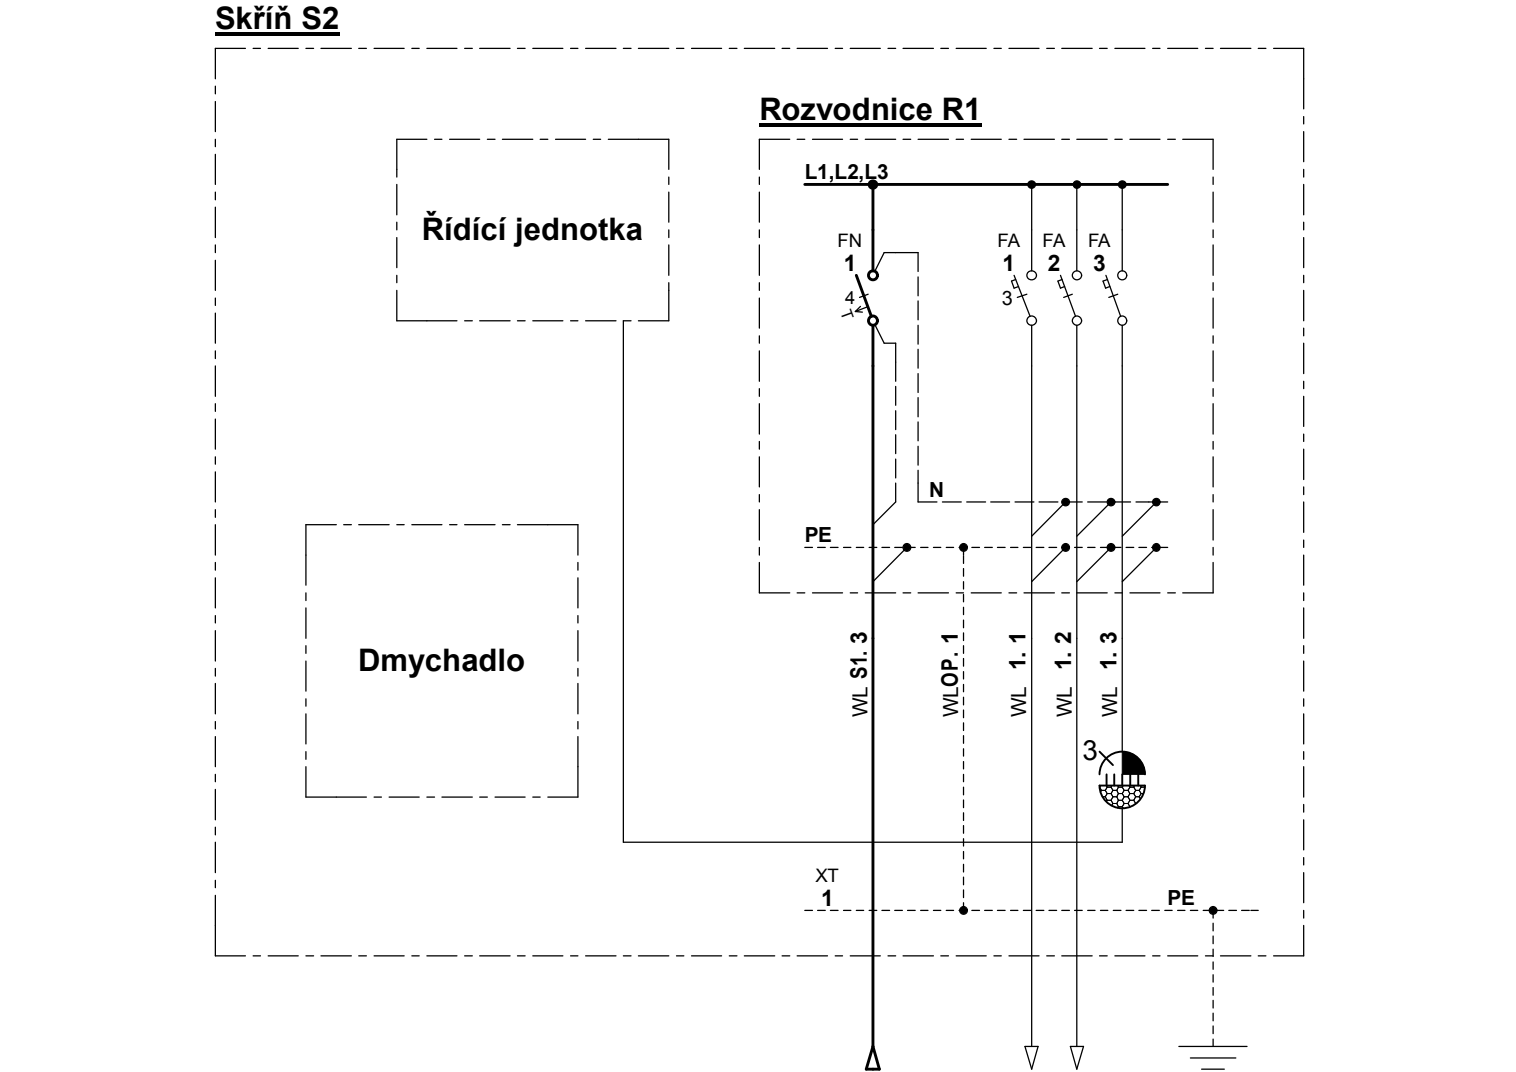 Skříň S2
Rozvodnice R1
L1,L2,L3
Řídící jednotka
FN
1
4
FA
1
3
FA
2
FA
3
N
PE
Dmychadlo
WL S1. 3
WLOP. 1
WL 1. 1
WL 1. 2
WL 1. 3
3
XT
1
PE